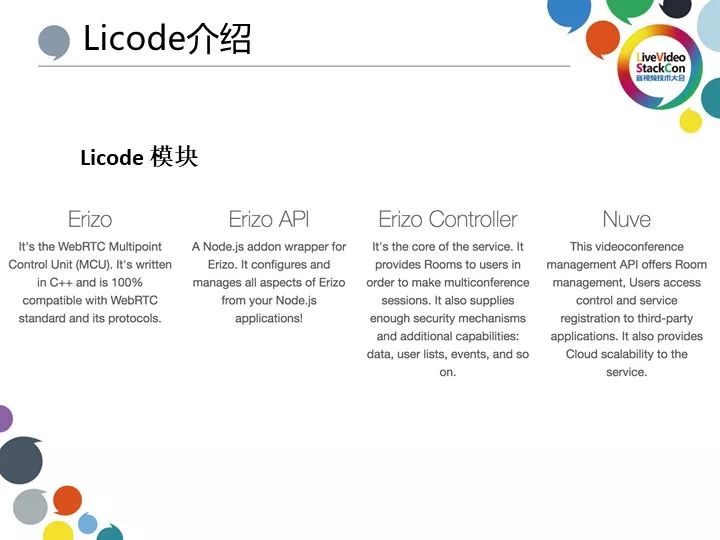 Licode介绍
LiveVideo
StackCon
音视频技术大会
Licode 模块
Erizo
It's the WebRTC Multipoint
Control Unit (MCU). It's written
in C++ and is 100%
compatible with WebRTC
standard and its protocols.
Erizo API
A Node.js addon wrapper for
Erizo. It configures and
manages all aspects of Erizo
from your Node.js
applications!
Erizo Controller
It's the core of the service. It
provides Rooms to users in
order to make multiconference
sessions. It also supplies
enough security mechanisms
and additional capabilities:
data, user lists, events, and so
on.
Nuve
This videoconference
management API offers Room
management, Users access
control and service
registration to third-party
applications. It also provides
Cloud scalability to the
service.